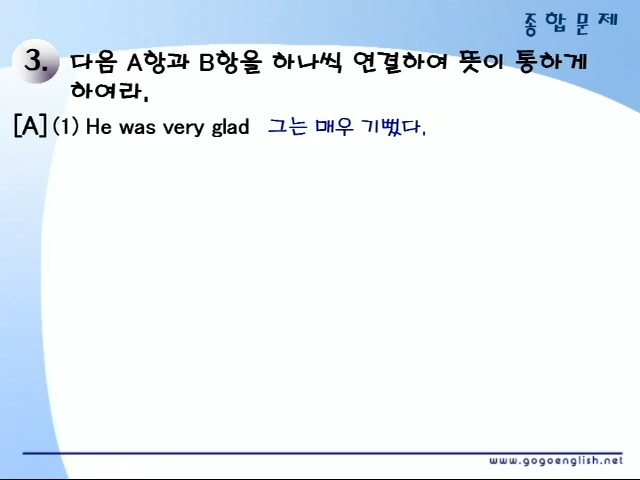 종합문제
3. 다음 A항과 B항을 하나씩 연결하여 뜻이 통하게
하여라.
[A] (1) He was very glad 그는 매우 기뻤다.
www.gogoenglish.net